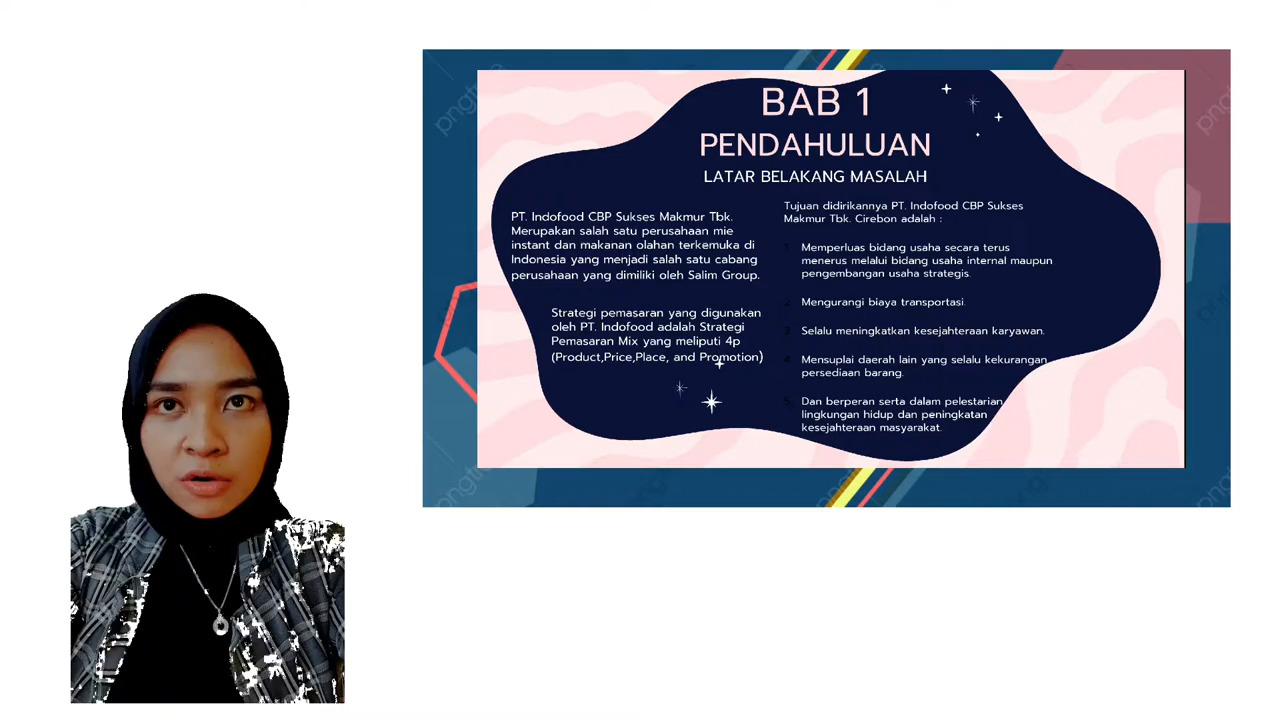 BAB 1
PENDAHULUAN
LATAR BELAKANG MASALAH
PT. Indofood CBP Sukses Makmur Tbk.
Merupakan salah satu perusahaan mie
instant dan makanan olahan terkemuka di
Indonesia yang menjadi salah satu cabang
perusahaan yang dimiliki oleh Salim Group.
Strategi pemasaran yang digunakan
oleh PT. Indofood adalah Strategi
Pemasaran Mix yang meliputi 4p
(Product,Price,Place, and Promotion)
Tujuan didirikannya PT. Indofood CBP Sukses
Makmur Tbk. Cirebon adalah :
1. Memperluas bidang usaha secara terus
menerus melalui bidang usaha internal maupun
pengembangan usaha strategis.
2. Mengurangi biaya transportasi.
3. Selalu meningkatkan kesejahteraan karyawan.
4. Mensuplai daerah lain yang selalu kekurangan
persediaan barang.
5. Dan berperan serta dalam pelestarian
lingkungan hidup dan peningkatan
kesejahteraan masyarakat.